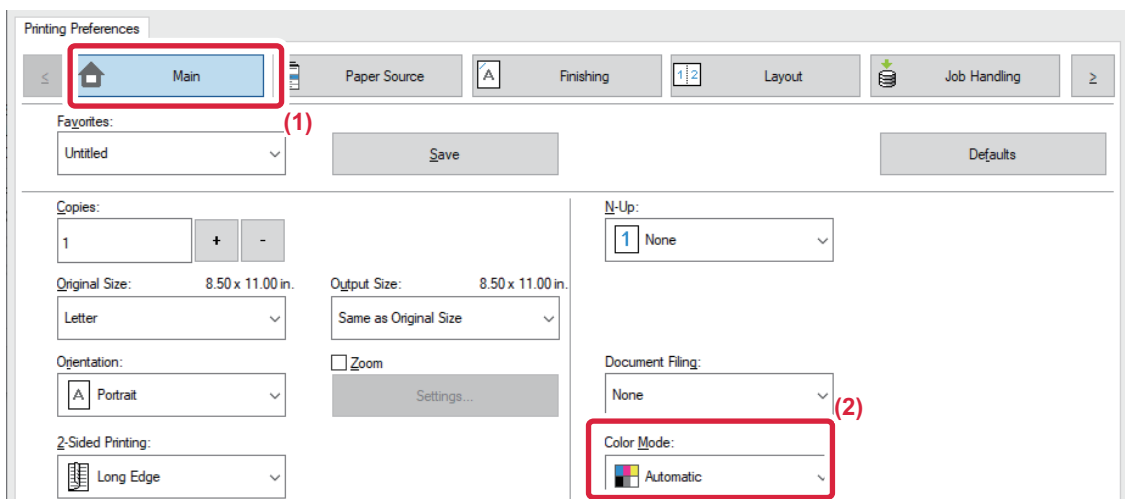 Printing Preferences
≤ Main Paper Source A Finishing 1 2 Layout Job Handling ≥
(1)
Favorites:
Untitled Save Defaults
Copies: N-Up:
1 + - 1 None
Original Size: 8.50 x 11.00 in. Output Size: 8.50 x 11.00 in.
Letter Same as Original Size
Orientation: Zoom Document Filing:
A Portrait Settings... None
(2)
2-Sided Printing: Color Mode:
Long Edge Automatic